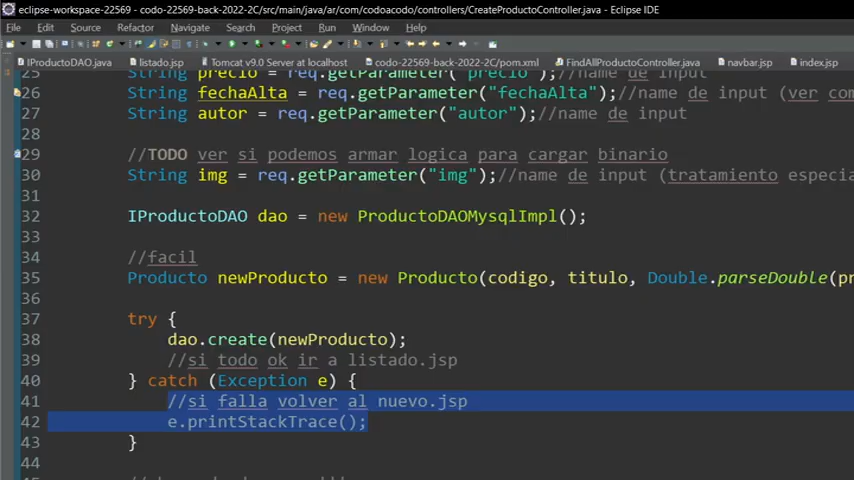 eclipse-workspace-22569 - codo-22569-back-2022-2C/src/main/java/ar/com/codoacodo/controllers/CreateProductoController.java - Eclipse IDE
File Edit Source Refactor Navigate Search Project Run Window Help
IProductoDAO.java listado.jsp Tomcat v9.0 Server at localhost codo-22569-back-2022-2C/pom.xml FindAllProductoController.java navbar.jsp index.jsp
25 String precio = req.getParameter("precio");//name de input
26 String fechaAlta = req.getParameter("fechaAlta");//name de input (ver com
27 String autor = req.getParameter("autor");//name de input
28
29 //TODO ver si podemos armar logica para cargar binario
30 String img = req.getParameter("img");//name de input (tratamiento especia
31
32 IProductoDAO dao = new ProductoDAOMysqlImpl();
33
34 //facil
35 Producto newProducto = new Producto(codigo, titulo, Double.parseDouble(pr
36
37 try {
38 dao.create(newProducto);
39 //si todo ok ir a listado.jsp
40 } catch (Exception e) {
41 //si falla volver al nuevo.jsp
42 e.printStackTrace();
43 }
44